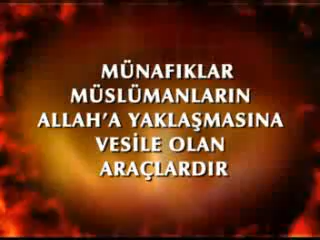 MÜNAFIKLAR
MÜSLÜMANLARIN
ALLAH'A YAKLAŞMASINA
VESİLE OLAN
ARAÇLARDIR